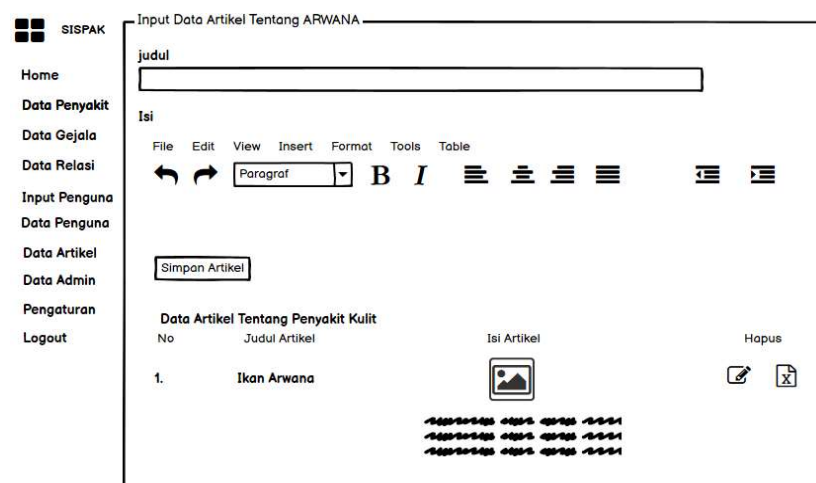 SISPAK
Home
Data Penyakit
Data Gejala
Data Relasi
Input Penguna
Data Penguna
Data Artikel
Data Admin
Pengaturan
Logout
Input Data Artikel Tentang ARWANA
judul
Isi
File Edit View Insert Format Tools Table
Paragraf B I
Simpan Artikel
Data Artikel Tentang Penyakit Kulit
No Judul Artikel Isi Artikel Hapus
1. Ikan Arwana X